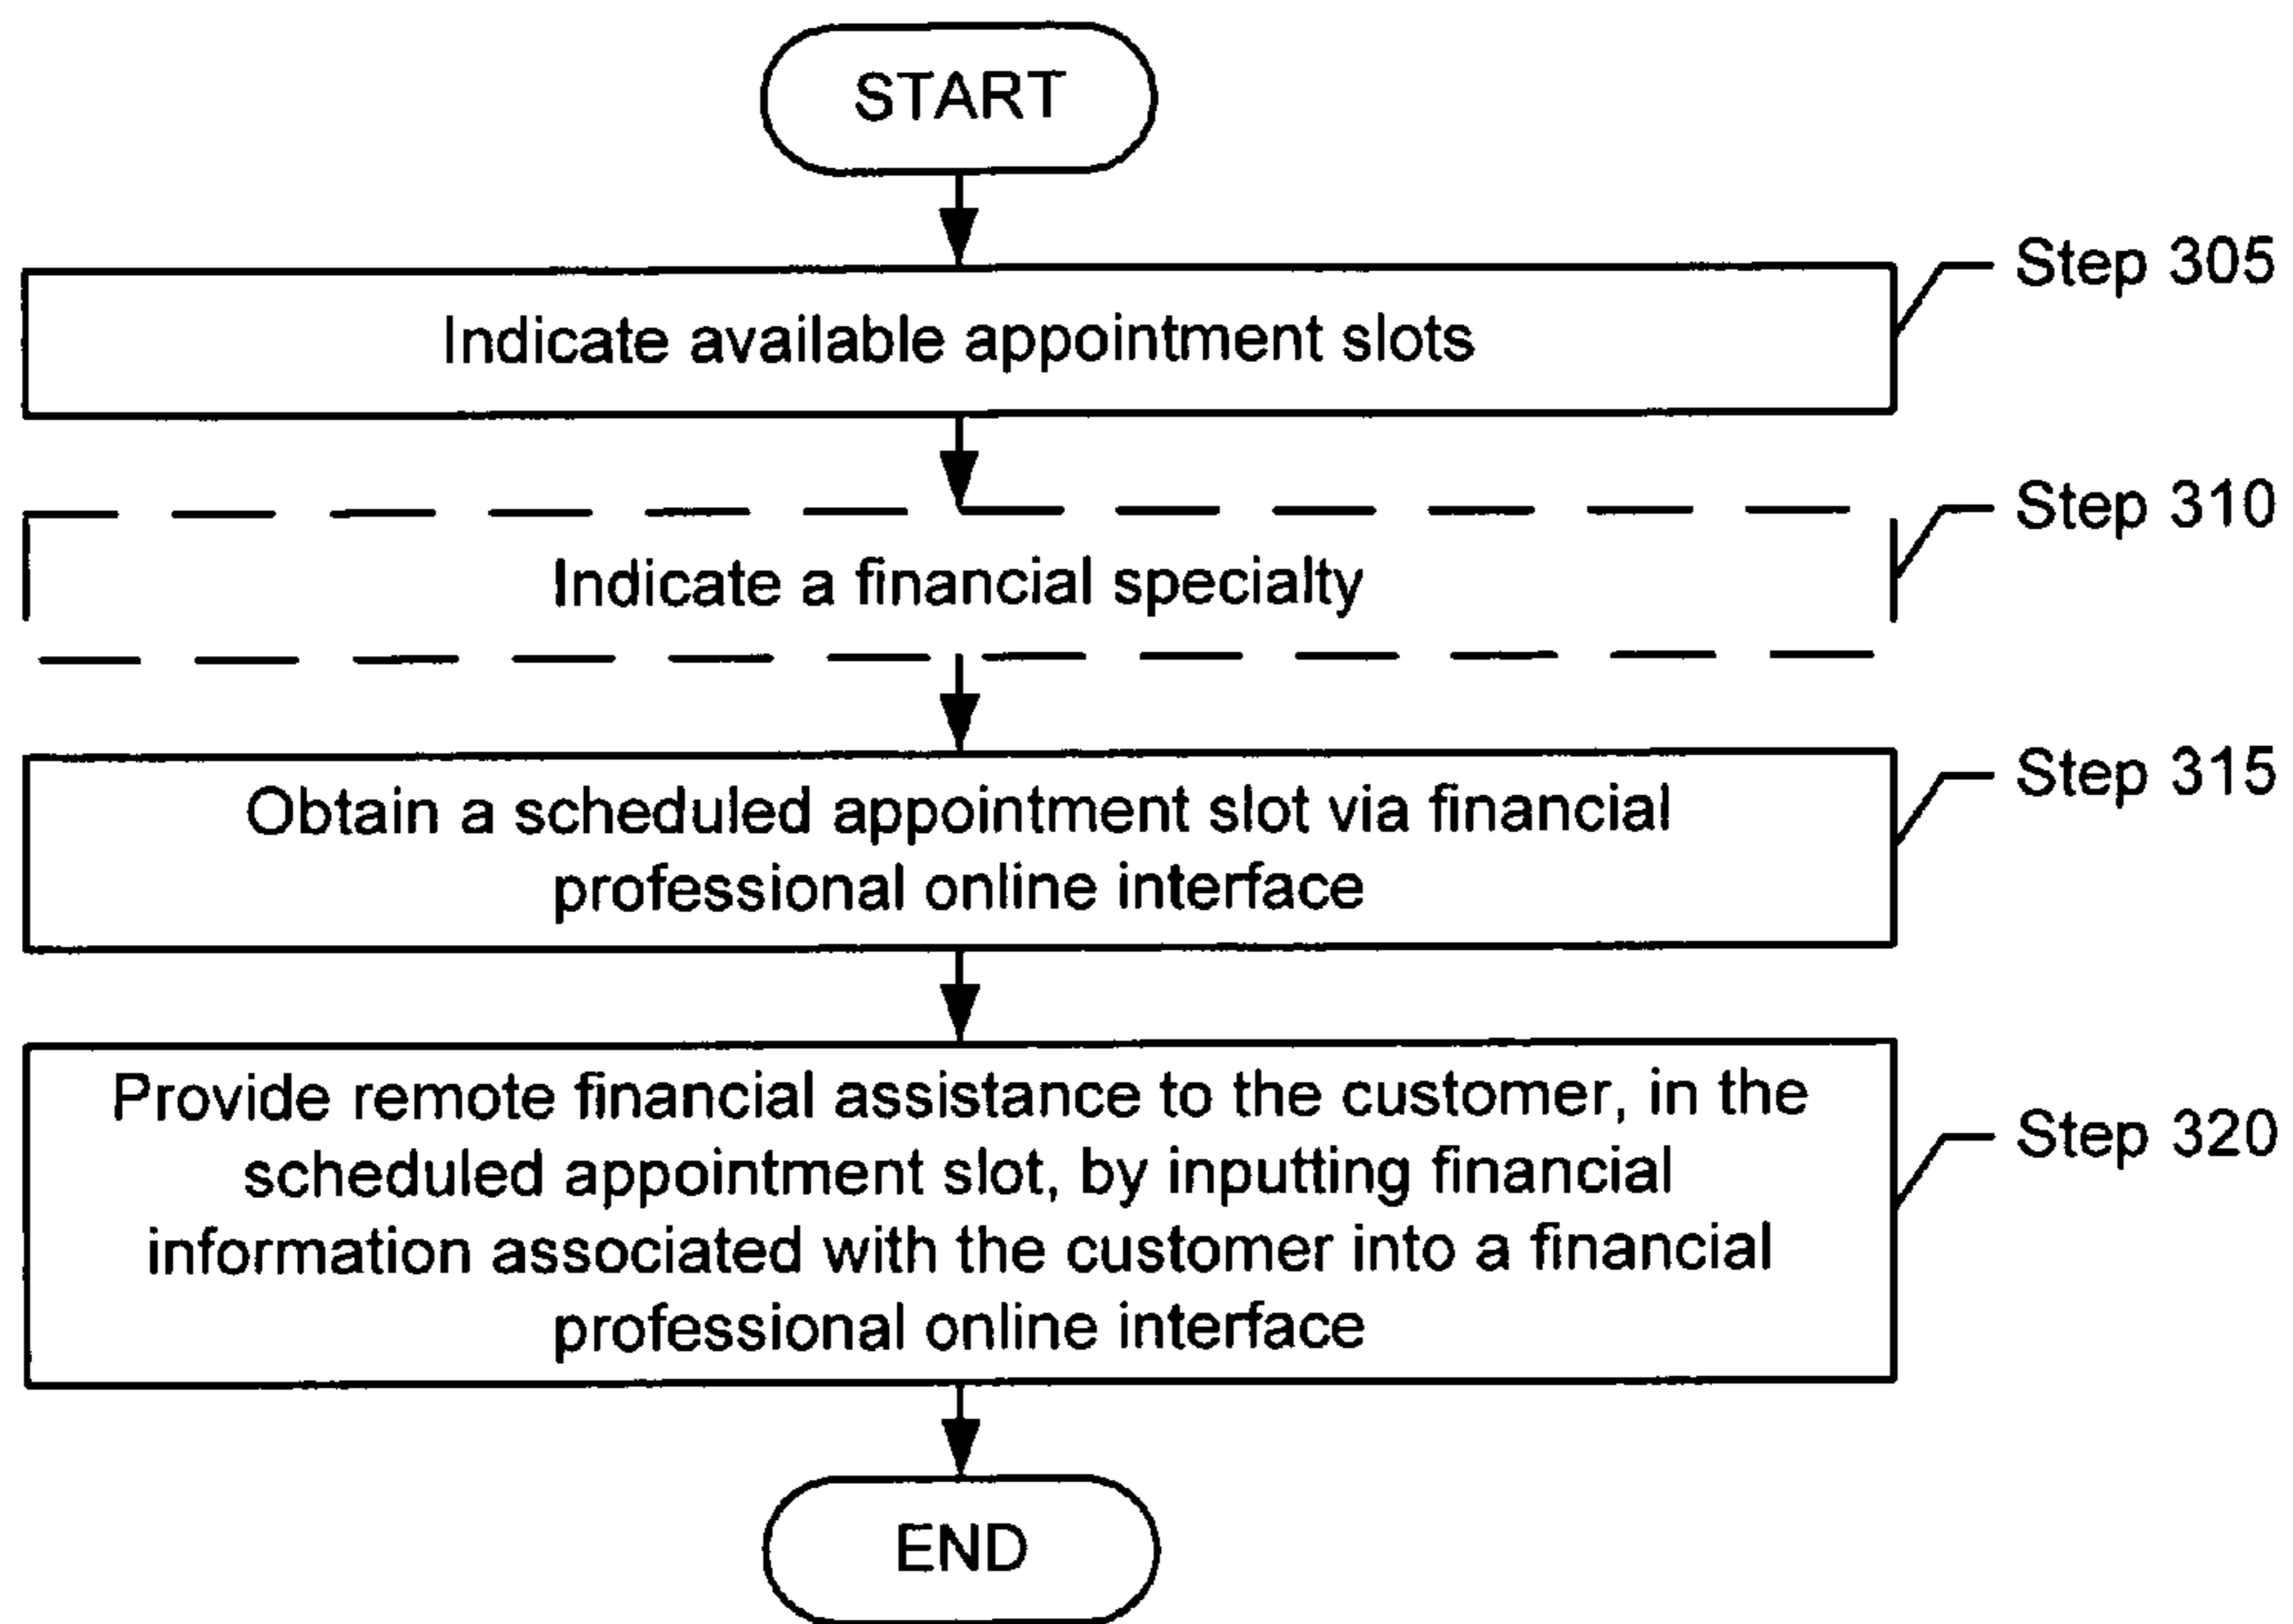 START
Step 305
Indicate available appointment slots
Step 310
Indicate a financial specialty
Step 315
Obtain a scheduled appointment slot via financial
professional online interface
Provide remote financial assistance to the customer, in the
Step 320
scheduled appointment slot, by inputting financial
information associated with the customer into a financial
professional online interface
END